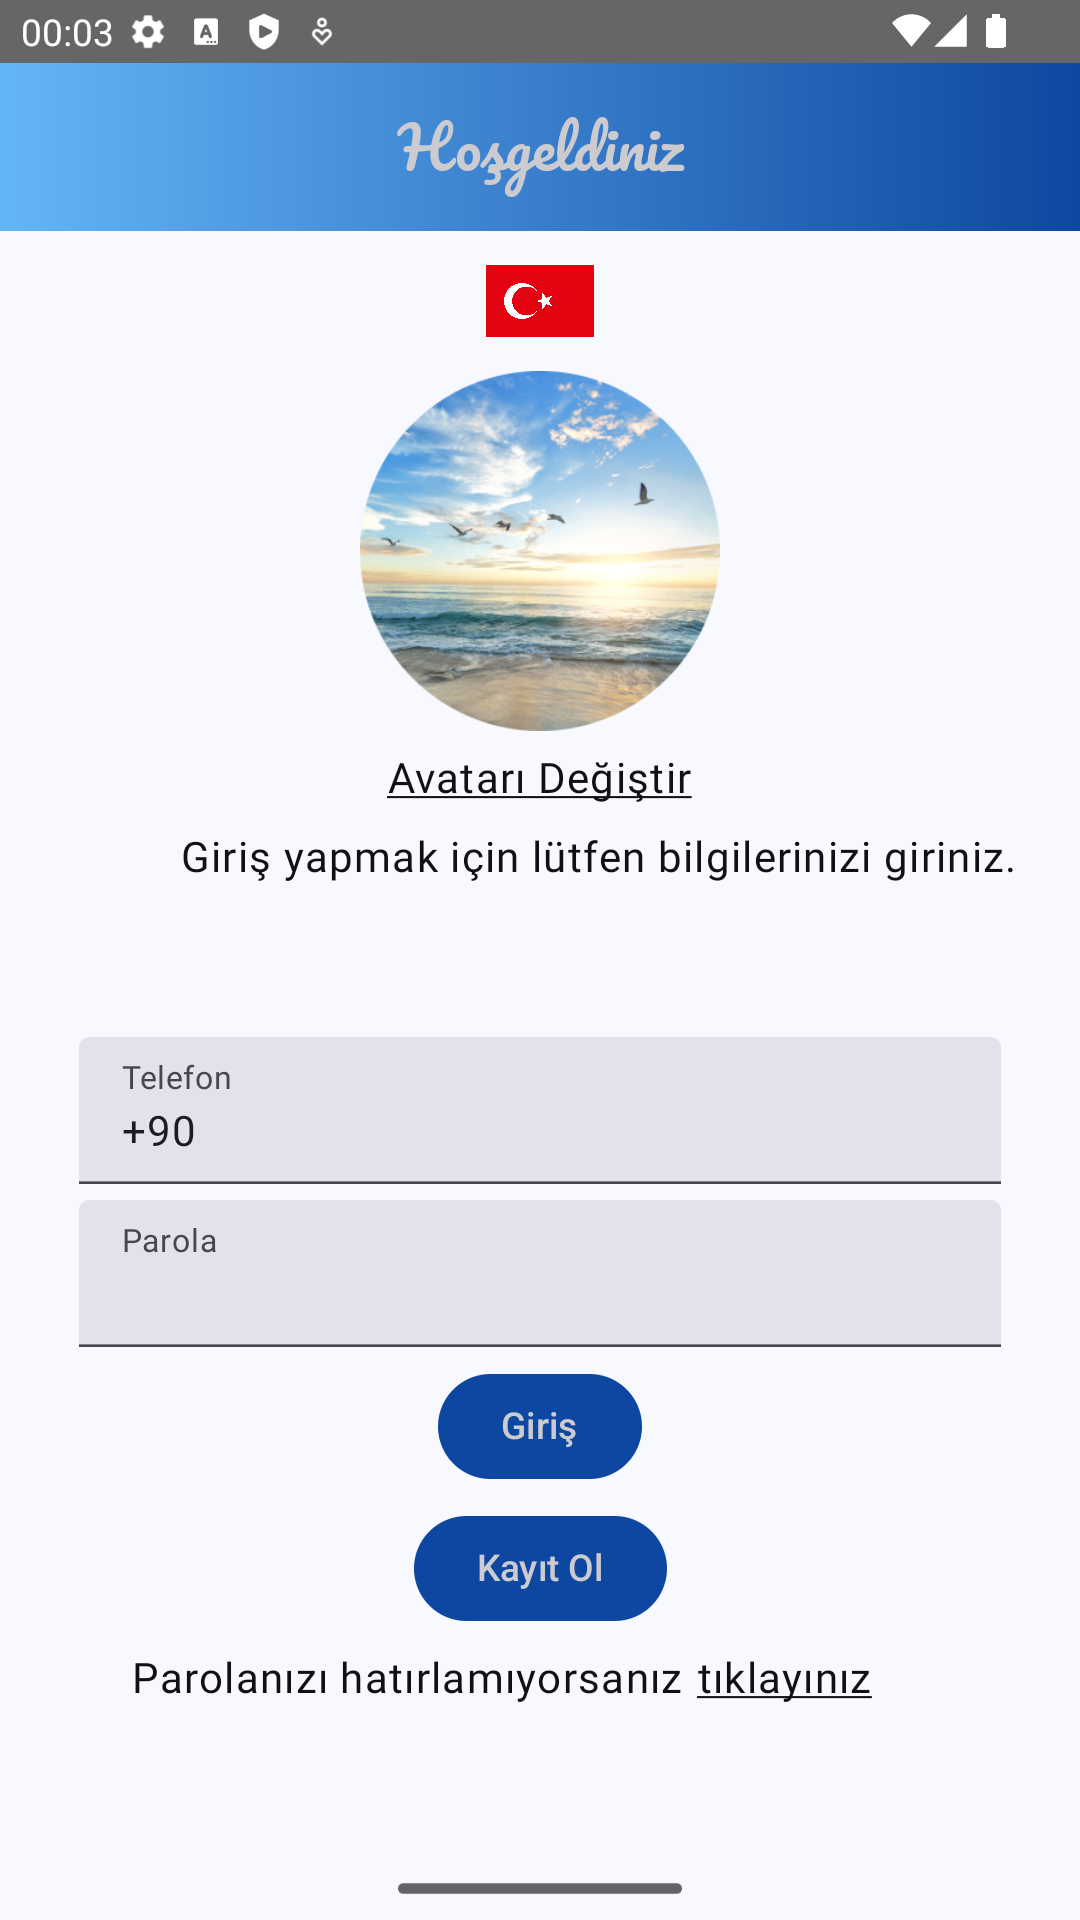 00:03
Hoşgeldiniz
Avatarı Değiştir
Giriş yapmak için lütfen bilgilerinizi giriniz.
Telefon
+90
Parola
Giriş
Kayıt Ol
Parolanızı hatırlamıyorsanız tıklayınız